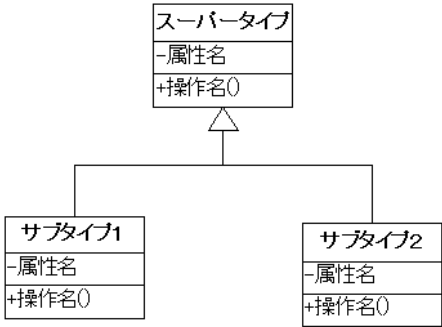 スーパータイプ
-属性名
+操作名()
サブタイプ1
-属性名
+操作名()
サブタイプ2
-属性名
+操作名()